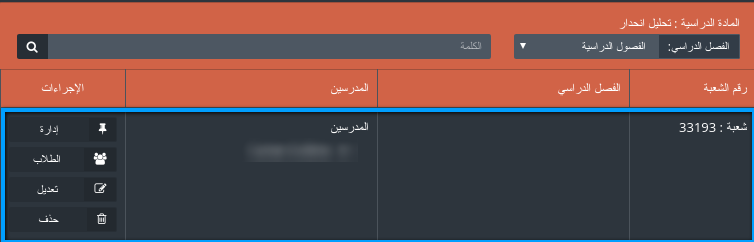 المادة الدراسية : تحليل انحدار
الفصل الدراسي: الفصول الدراسية الكلمة
رقم الشعبة الفصل الدراسي المدرسين الإجراءات
شعبة : 33193 المدرسين إدارة
الطلاب
تعديل
حذف